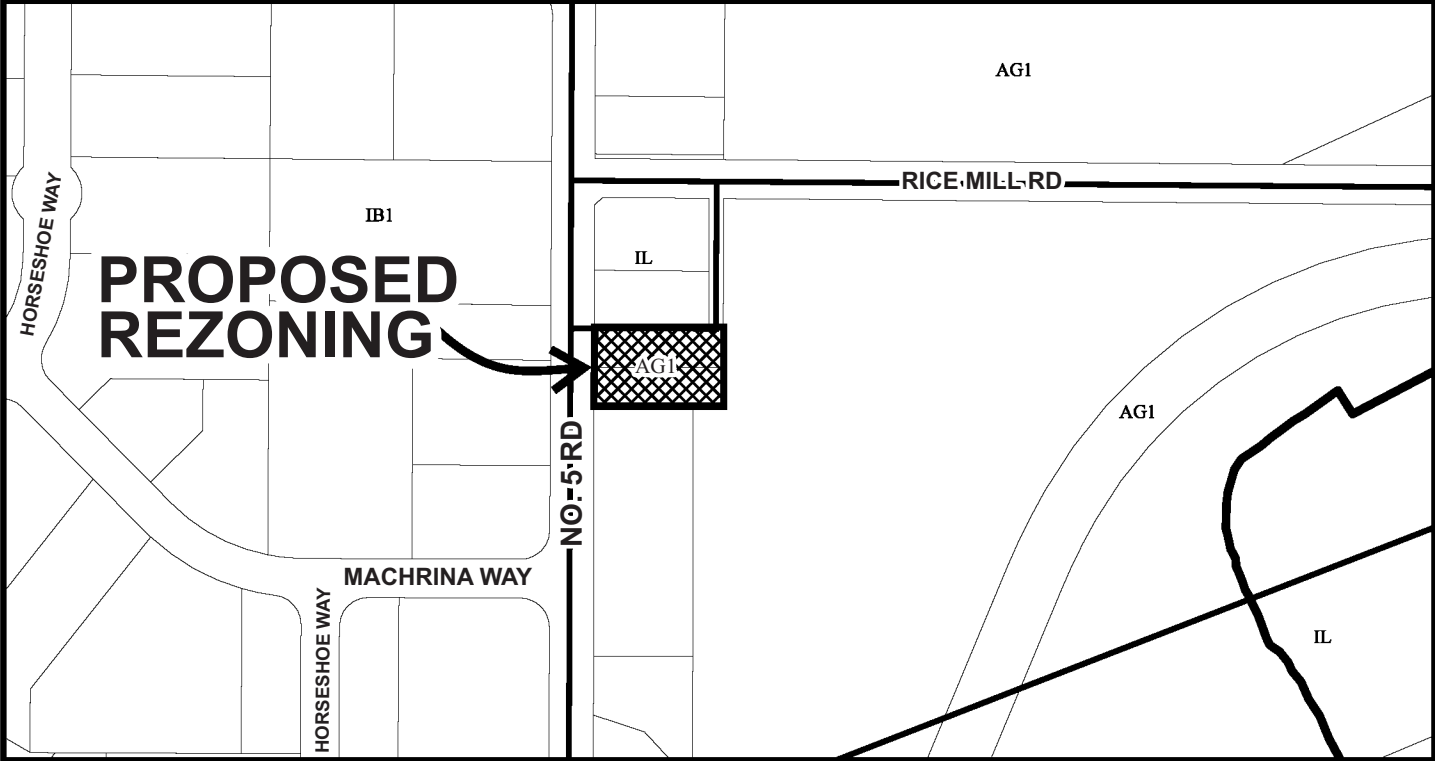 AG1
RICE MILL RD
HORSESHOE WAY
IB1
IL
PROPOSED
REZONING
AG1
AG1
NO. 5 RD
MACHRINA WAY
HORSESHOE WAY
IL